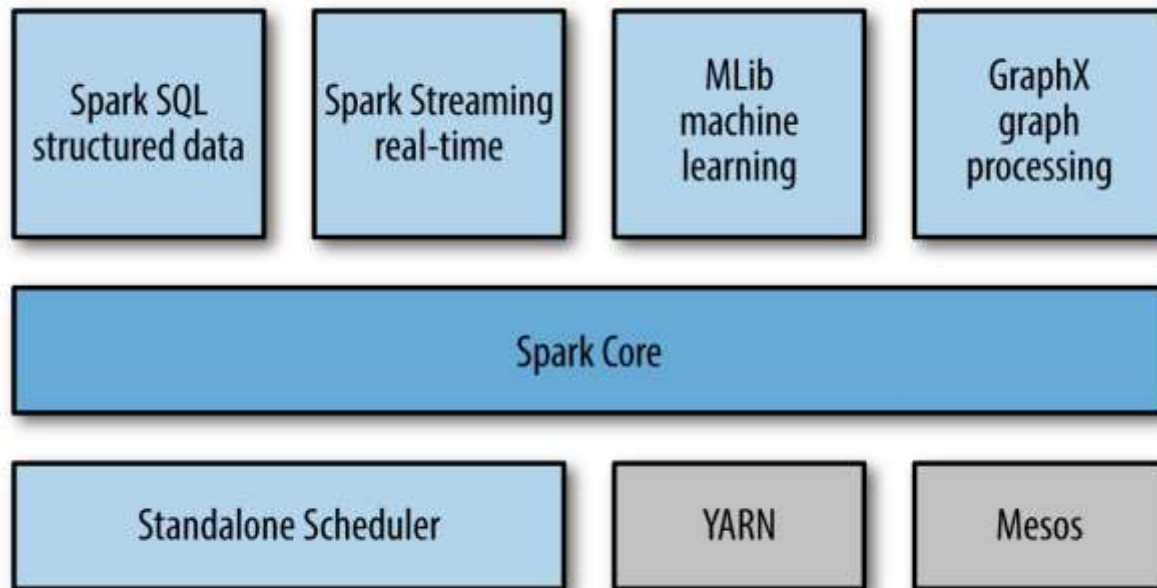 Spark SQL
structured data
Spark Streaming
real-time
MLib
machine
learning
GraphX
graph
processing
Spark Core
Standalone Scheduler
YARN
Mesos